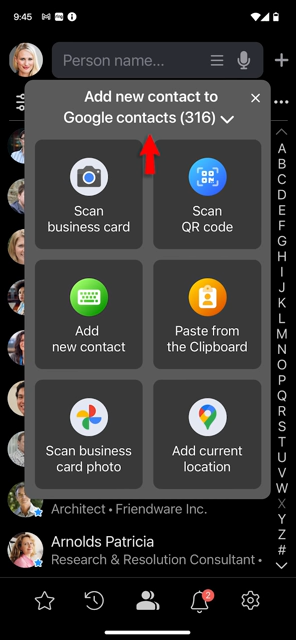 9:45
Person name...
Add new contact to
Google contacts (316)
Scan
business card
Scan
QR code
Add
new contact
Paste from
the Clipboard
Scan business
card photo
Add current
location
Architect • Friendware Inc.
Arnolds Patricia
Research & Resolution Consultant •
A
B
C
D
E
F
G
H
I
J
K
L
M
N
O
P
Q
R
S
T
U
V
W
X
Y
Z
#
2